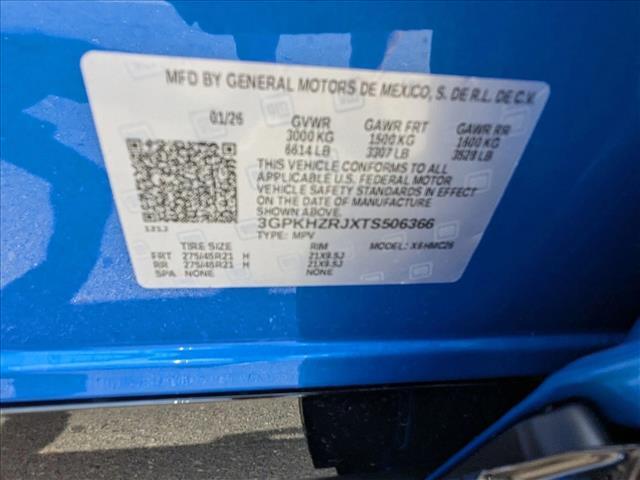 MFD BY GENERAL MOTORS DE MEXICO, S. DE R.L. DE C.V.
01/26 GVWR GAWR FRT GAWR RR
3000 KG 1500 KG 1600 KG
6614 LB 3307 LB 3528 LB
THIS VEHICLE CONFORMS TO ALL
APPLICABLE U.S. FEDERAL MOTOR
VEHICLE SAFETY STANDARDS IN EFFECT
ON THE DATE OF MANUFACTURE
SHOWN ABOVE.
3GPKHZRJXTS506366
TYPE: MPV MODEL:
TIRE SIZE RIM
FRT 275/45R21 H 21X9.5J
RR 275/45R21 H 21X9.5J
SPA NONE NONE